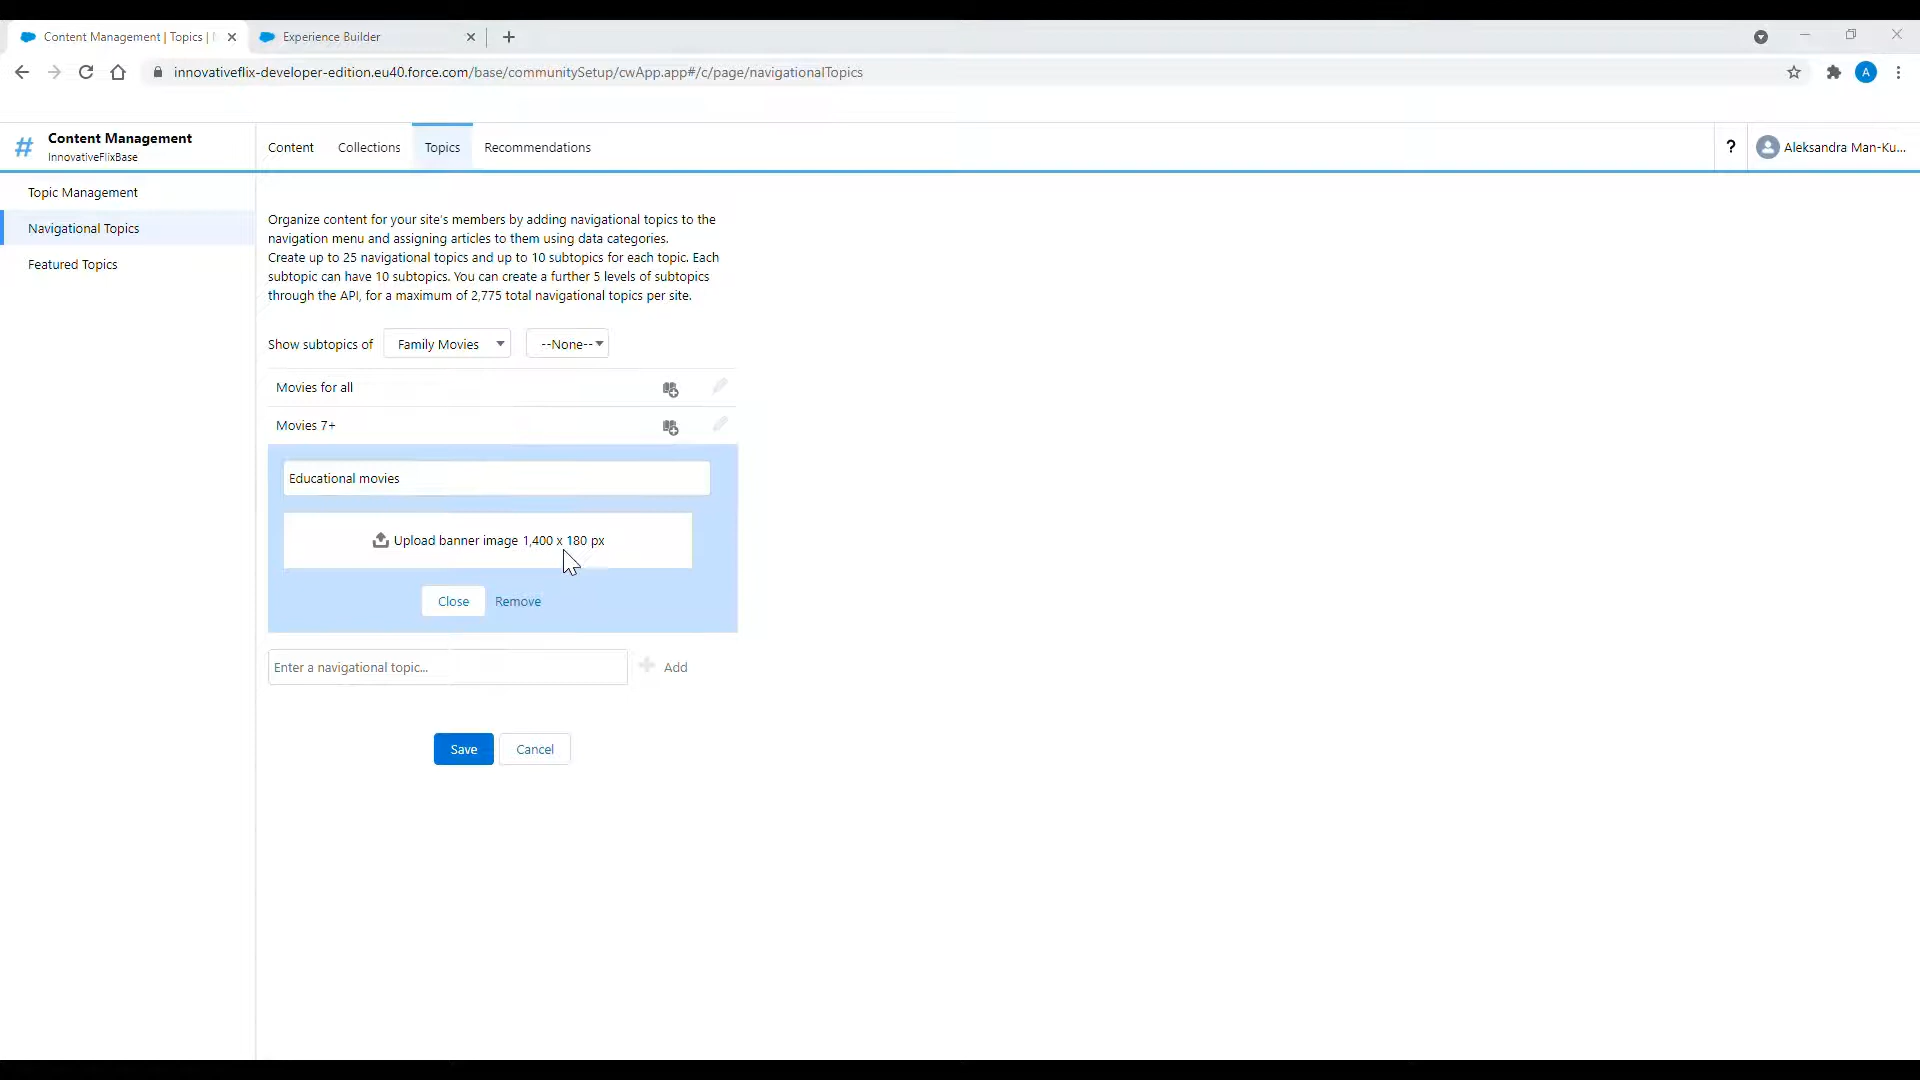 Content Management | Topics |
Experience Builder
innovativeflix-developer-edition.eu40.force.com/base/communitySetup/cwApp.app#/c/page/navigationalTopics
A
#
Content Management
InnovativeFlixBase
Content
Collections
Topics
Recommendations
?
Aleksandra Man-Ku...
Topic Management
Navigational Topics
Featured Topics
Organize content for your site's members by adding navigational topics to the
navigation menu and assigning articles to them using data categories.
Create up to 25 navigational topics and up to 10 subtopics for each topic. Each
subtopic can have 10 subtopics. You can create a further 5 levels of subtopics
through the API, for a maximum of 2,775 total navigational topics per site.
Show subtopics of
Family Movies
--None--
Movies for all
Movies 7+
Educational movies
Upload banner image 1,400 x 180 px
Close
Remove
Enter a navigational topic...
Add
Save
Cancel